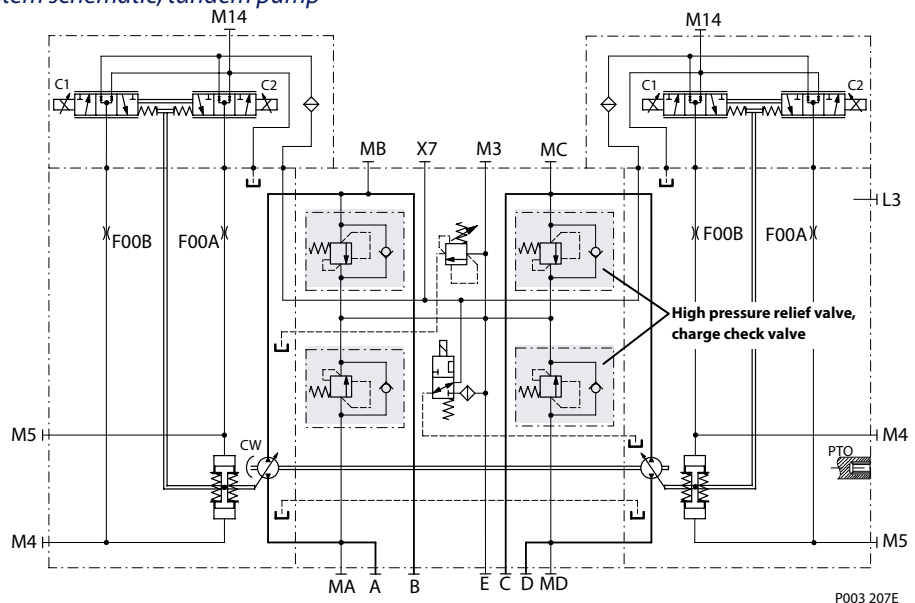 stem schematic, tandem pump
M14 M14
C1 C2 C1 C2
MB X7 M3 MC
L3
F00B F00A F00B F00A
High pressure relief valve,
charge check valve
M5 CW M4
PTO
M4 M5
MA A B E C D MD
P003 207E